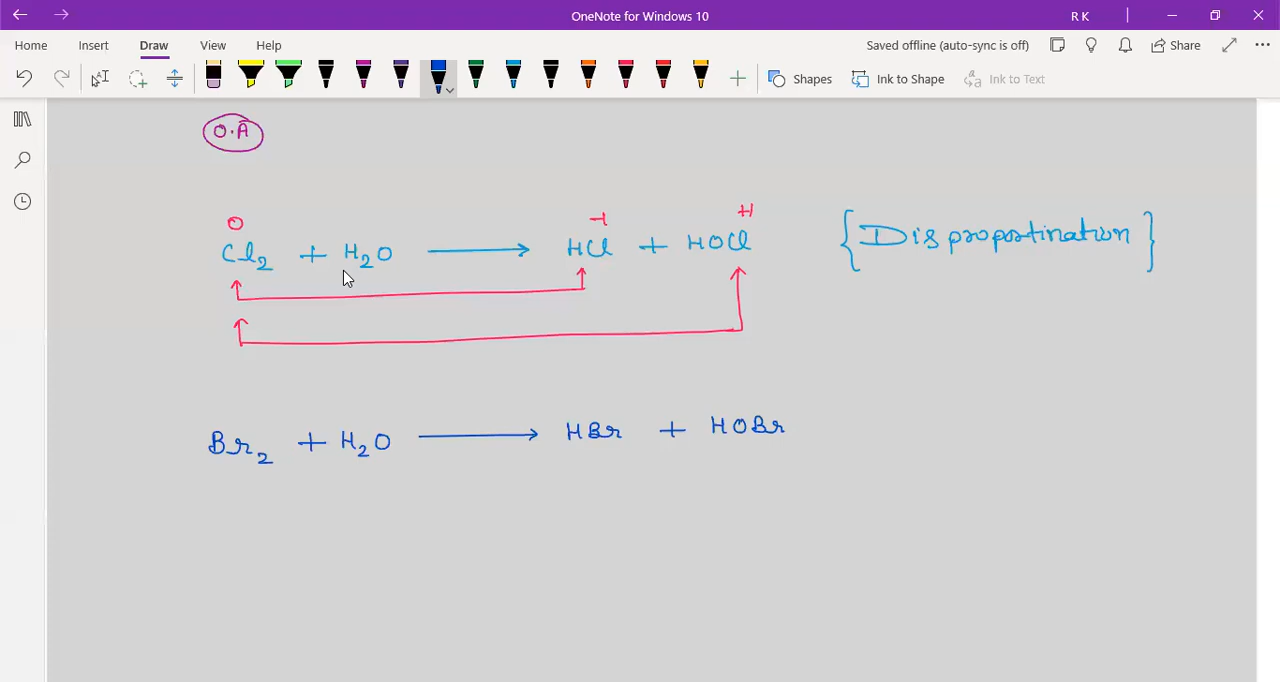 OneNote for Windows 10
R K
Home Insert Draw View Help
Saved offline (auto-sync is off)
Share
Shapes
Ink to Shape
Ink to Text
O.A
0 -1 +1
Cl₂ + H₂O ⟶ HCl + HOCl {Disproportination}
Br₂ + H₂O ⟶ HBr + HOBr